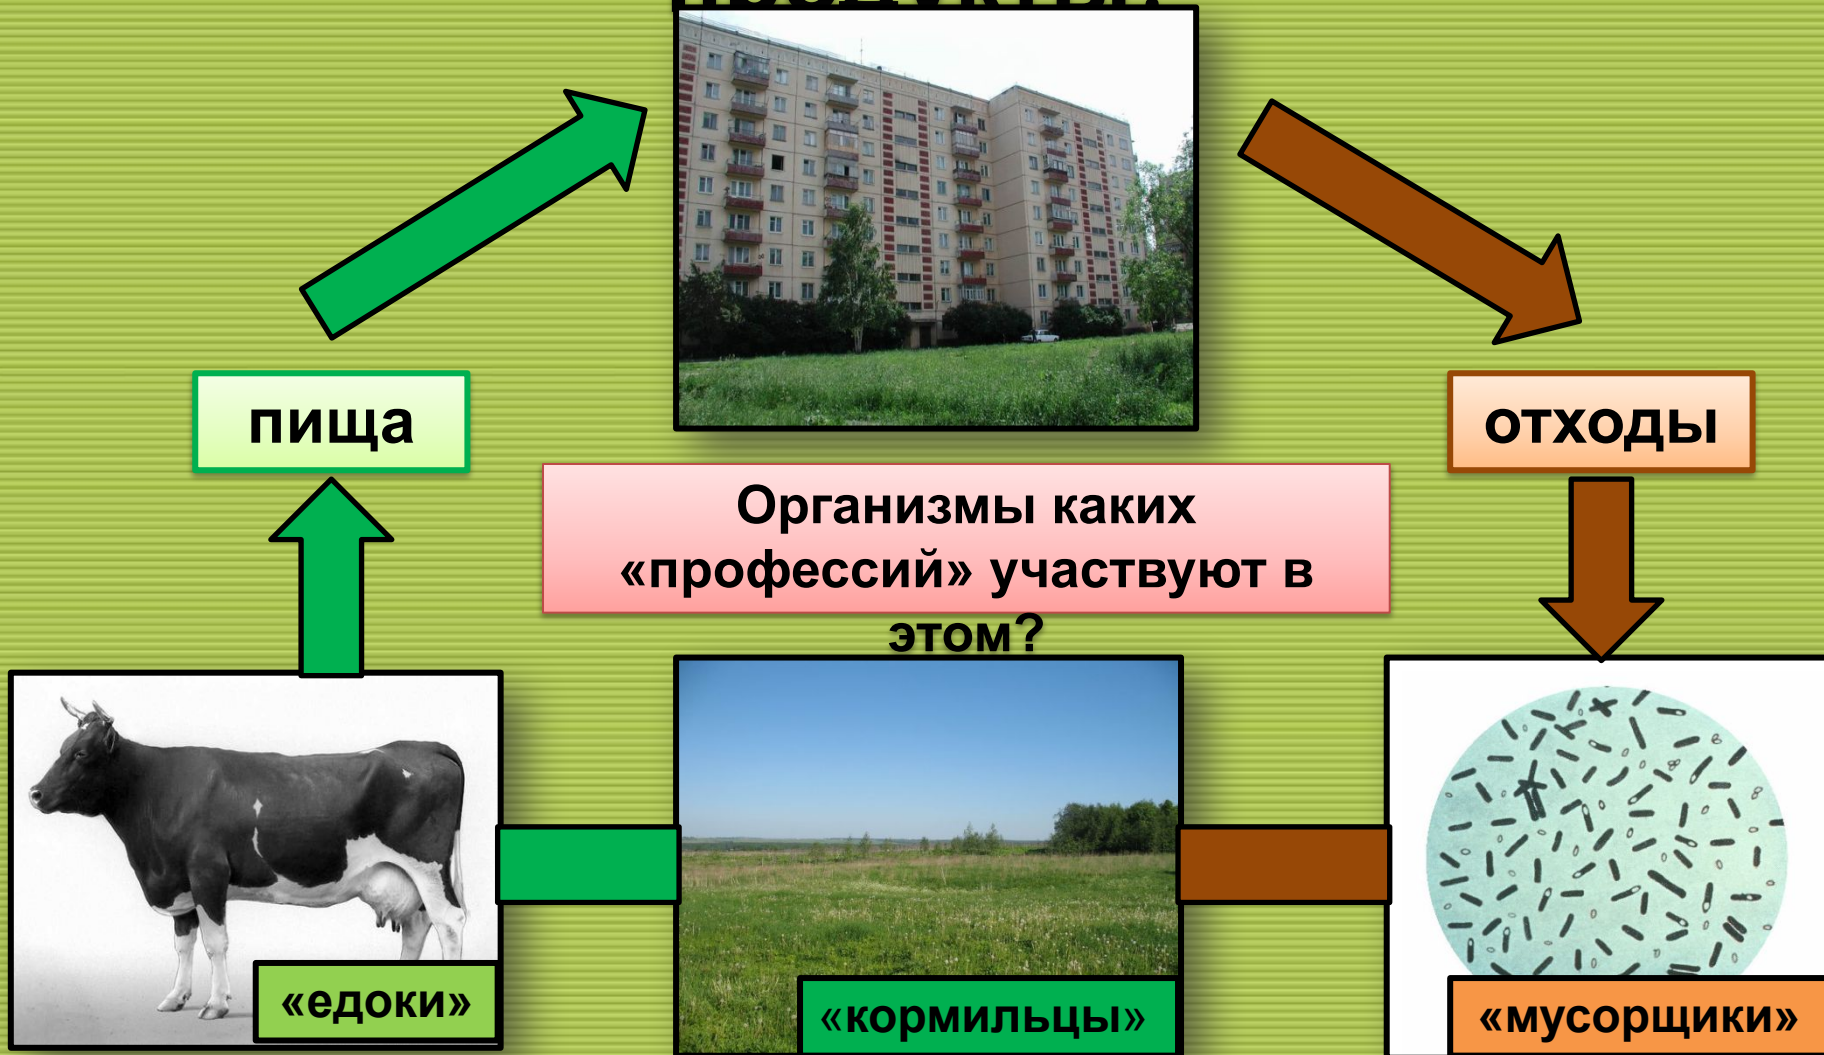 пища
отходы
Организмы каких
«профессий» участвуют в
этом?
«едоки»
«кормильцы»
«мусорщики»